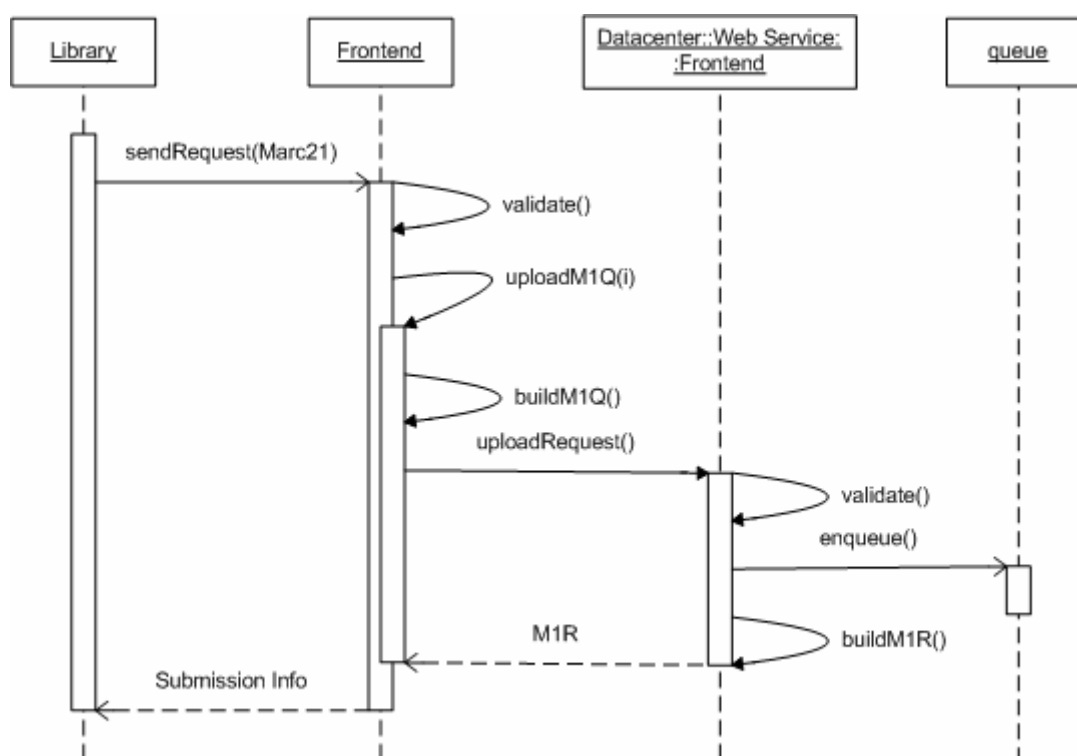 Library
Frontend
Datacenter::Web Service:
:Frontend
queue
sendRequest(Marc21)
validate()
uploadM1Q(i)
buildM1Q()
uploadRequest()
validate()
enqueue()
M1R
buildM1R()
Submission Info